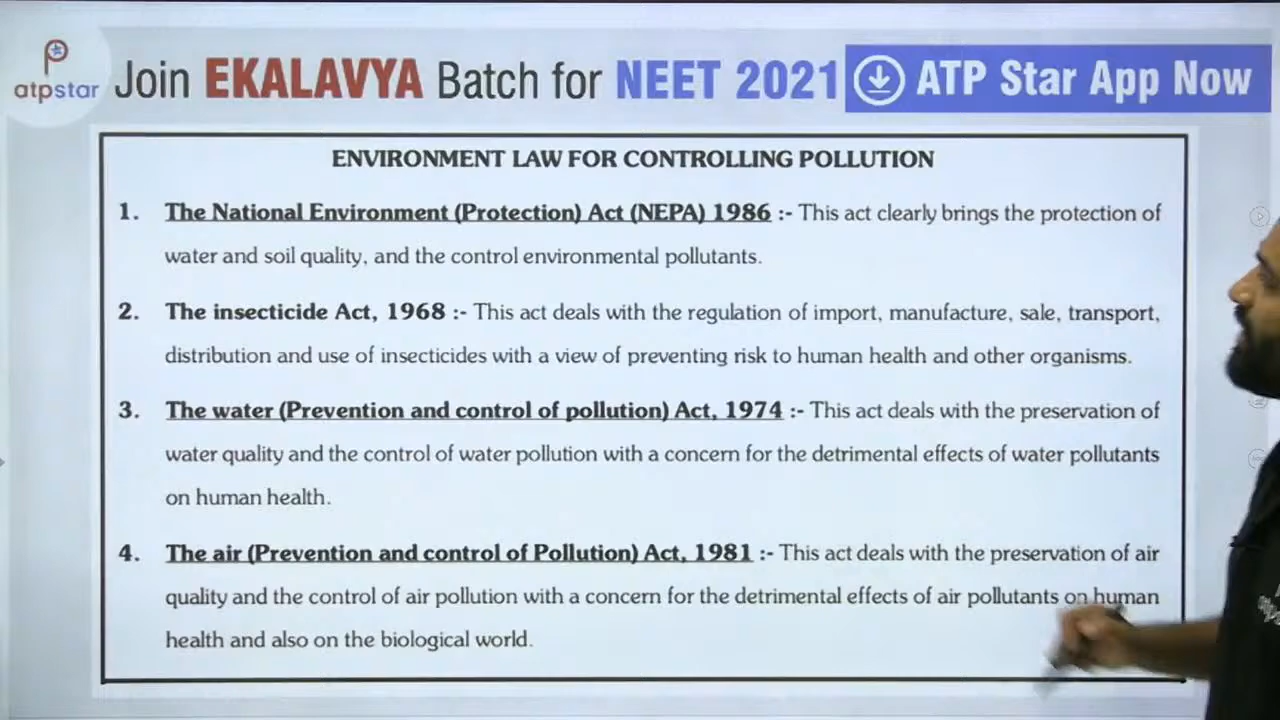 atpstar
Join EKALAVYA Batch for NEET 2021 ATP Star App Now
ENVIRONMENT LAW FOR CONTROLLING POLLUTION
1. The National Environment (Protection) Act (NEPA) 1986 :- This act clearly brings the protection of
water and soil quality, and the control environmental pollutants.
2. The insecticide Act, 1968 :- This act deals with the regulation of import, manufacture, sale, transport,
distribution and use of insecticides with a view of preventing risk to human health and other organisms.
3. The water (Prevention and control of pollution) Act, 1974 :- This act deals with the preservation of
water quality and the control of water pollution with a concern for the detrimental effects of water pollutants
on human health.
4. The air (Prevention and control of Pollution) Act, 1981 :- This act deals with the preservation of air
quality and the control of air pollution with a concern for the detrimental effects of air pollutants on human
health and also on the biological world.